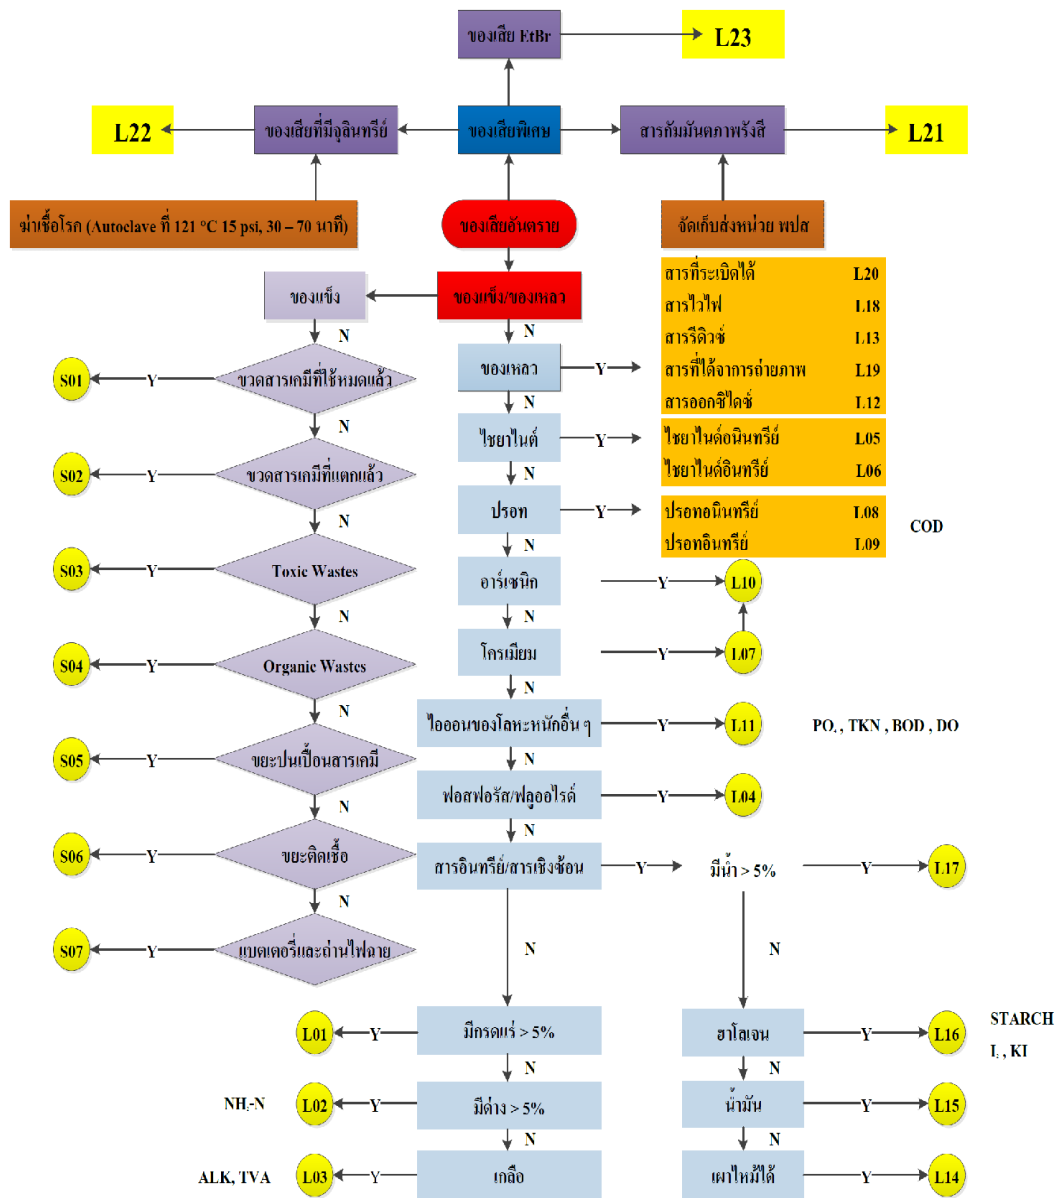 ของเสีย EtBr
L23
L22
ของเสียที่มีจุลินทรีย์
ของเสียพิเศษ
สารกัมมันตภาพรังสี
L21
ฆ่าเชื้อโรค (Autoclave ที่ 121 °C 15 psi, 30 – 70 นาที)
ของเสียอันตราย
จัดเก็บส่งหน่วย พปส
ของแข็ง
ของแข็ง/ของเหลว
สารที่ระเบิดได้ L20
สารไวไฟ L18
สารรีดิวซ์ L13
สารที่ได้จาการถ่ายภาพ L19
สารออกซิไดซ์ L12
N
N
S01
Y
ขวดสารเคมีที่ใช้หมดแล้ว
ของเหลว
Y
N
N
ไซยาไนต์
Y
ไซยาไนด์อนินทรีย์ L05
ไซยาไนด์อินทรีย์ L06
S02
Y
ขวดสารเคมีที่แตกแล้ว
N
N
ปรอท
Y
ปรอทอนินทรีย์ L08
ปรอทอินทรีย์ L09
COD
N
S03
Y
Toxic Wastes
อาร์เซนิก
Y
L10
N
N
S04
Y
Organic Wastes
โครเมียม
Y
L07
N
N
ไอออนของโลหะหนักอื่น ๆ
Y
L11
PO₄ , TKN , BOD , DO
S05
Y
ขยะปนเปื้อนสารเคมี
N
ฟอสฟอรัส/ฟลูออไรด์
Y
L04
N
N
S06
Y
ขยะติดเชื้อ
สารอินทรีย์/สารเชิงซ้อน
Y
มีน้ำ > 5%
Y
L17
N
S07
Y
แบตเตอรี่และถ่านไฟฉาย
N
N
L01
Y
มีกรดแร่ > 5%
ฮาโลเจน
Y
L16
STARCH
I₂ , KI
N
N
NH₃-N
L02
Y
มีด่าง > 5%
น้ำมัน
Y
L15
N
N
ALK, TVA
L03
Y
เกลือ
เผาไหม้ได้
Y
L14